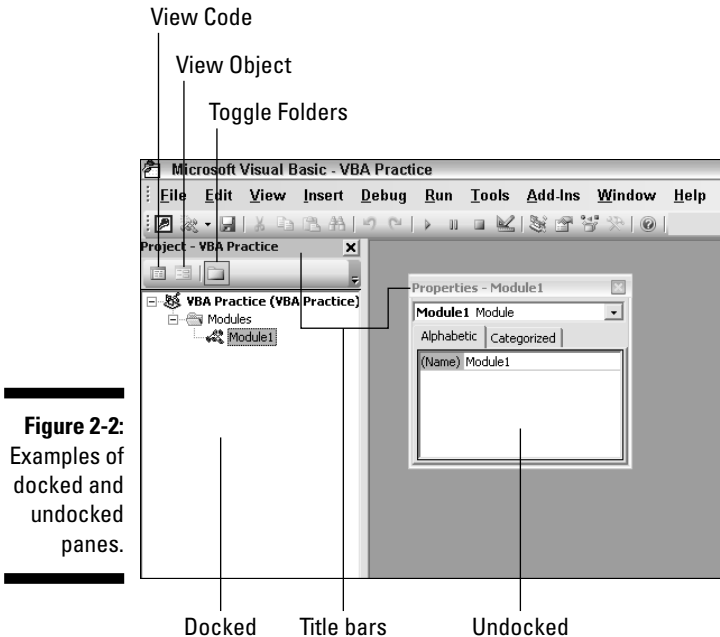 View Code
View Object
Toggle Folders
Microsoft Visual Basic - VBA Practice
File Edit View Insert Debug Run Tools Add-Ins Window Help
Project - VBA Practice
VBA Practice (VBA Practice)
Modules
Module1
Properties - Module1
Module1 Module
Alphabetic Categorized
(Name) Module1
Figure 2-2:
Examples of
docked and
undocked
panes.
Docked Title bars Undocked